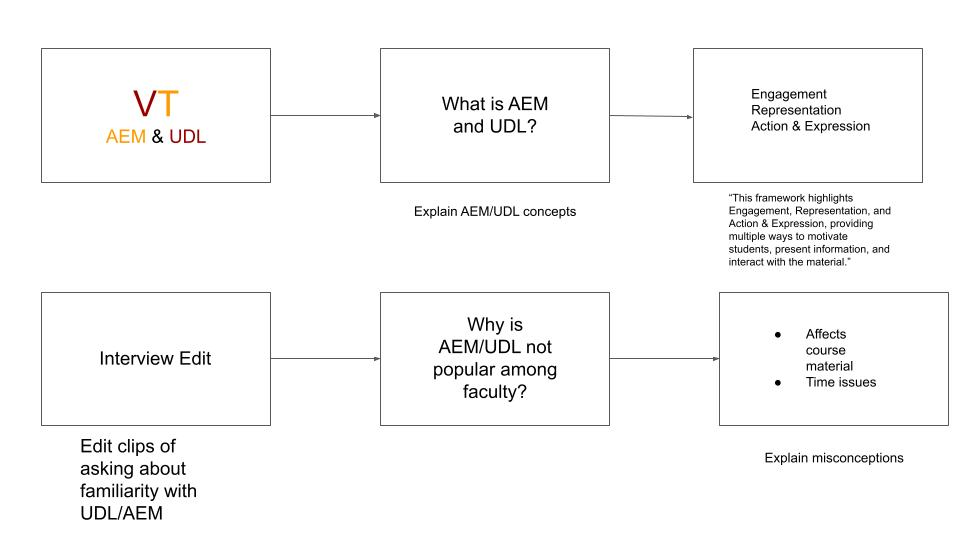 VT
AEM & UDL
What is AEM
and UDL?
Engagement
Representation
Action & Expression
Explain AEM/UDL concepts
“This framework highlights
Engagement, Representation, and
Action & Expression, providing
multiple ways to motivate
students, present information, and
interact with the material.”
Interview Edit
Why is
AEM/UDL not
popular among
faculty?
● Affects
course
material
● Time issues
Edit clips of
asking about
familiarity with
UDL/AEM
Explain misconceptions